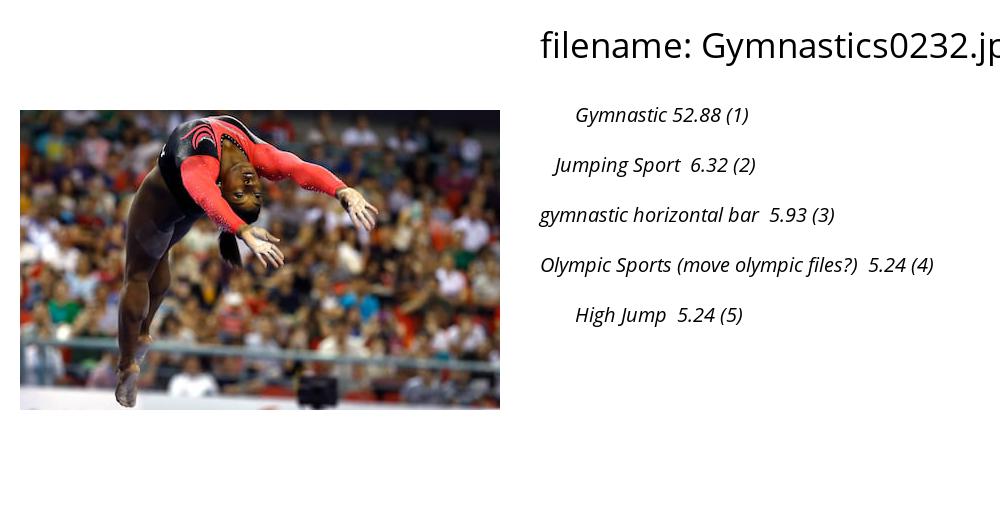 filename: Gymnastics0232.jp
Gymnastic 52.88 (1)
Jumping Sport 6.32 (2)
gymnastic horizontal bar 5.93 (3)
Olympic Sports (move olympic files?) 5.24 (4)
High Jump 5.24 (5)